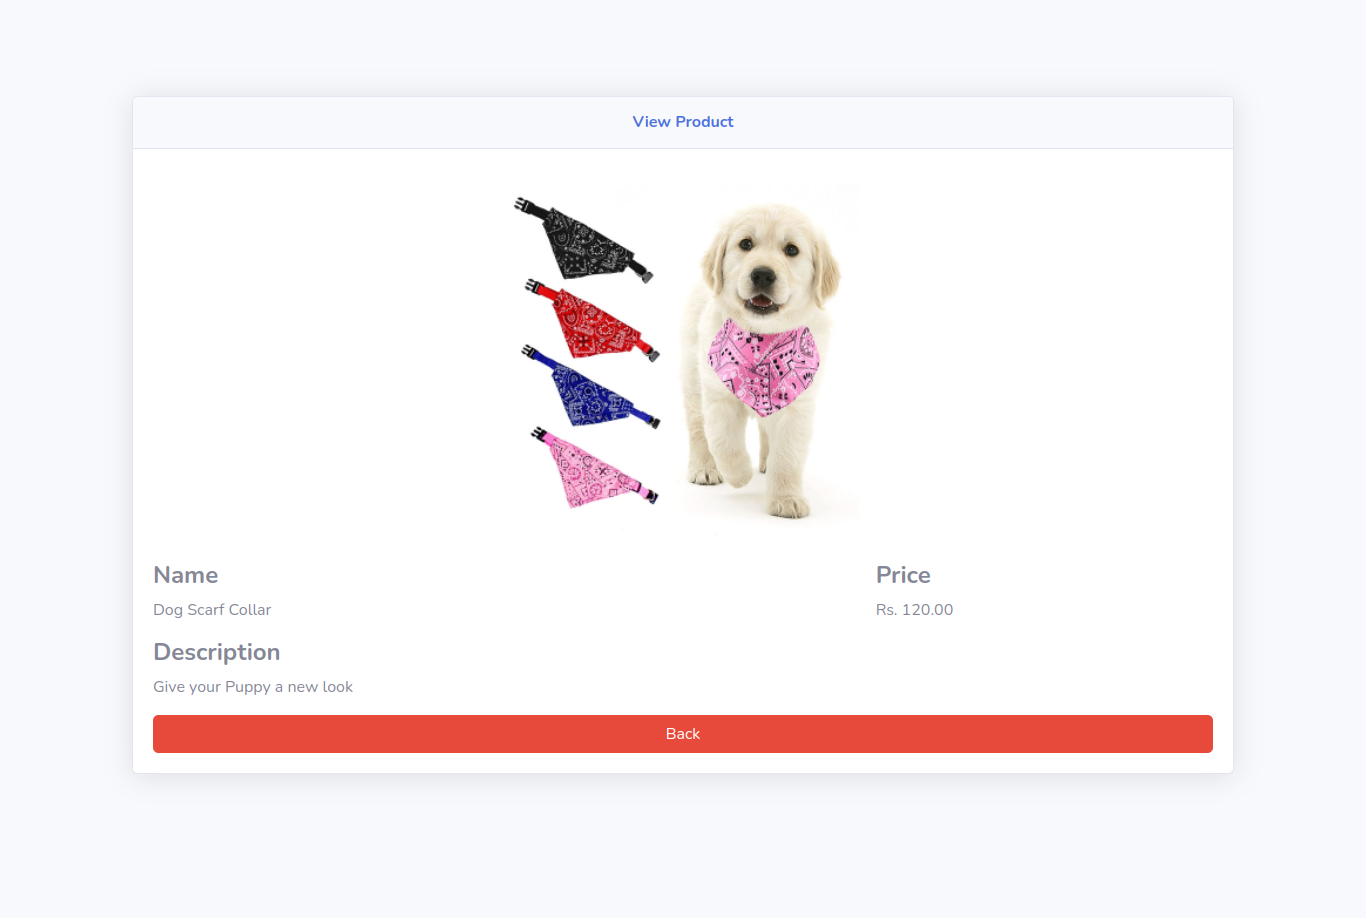 View Product
Name
Price
Dog Scarf Collar
Rs. 120.00
Description
Give your Puppy a new look
Back